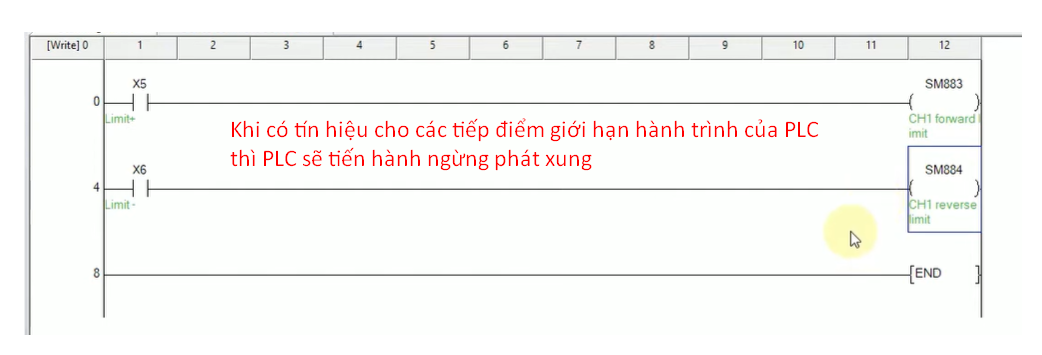 [Write] 0 1 2 3 4 5 6 7 8 9 10 11 12
X5 SM883
0 ( )
Limit+ CH1 forward l
imit
Khi có tín hiệu cho các tiếp điểm giới hạn hành trình của PLC
thì PLC sẽ tiến hành ngừng phát xung
X6 SM884
4 ( )
Limit - CH1 reverse
limit
8 [END ]